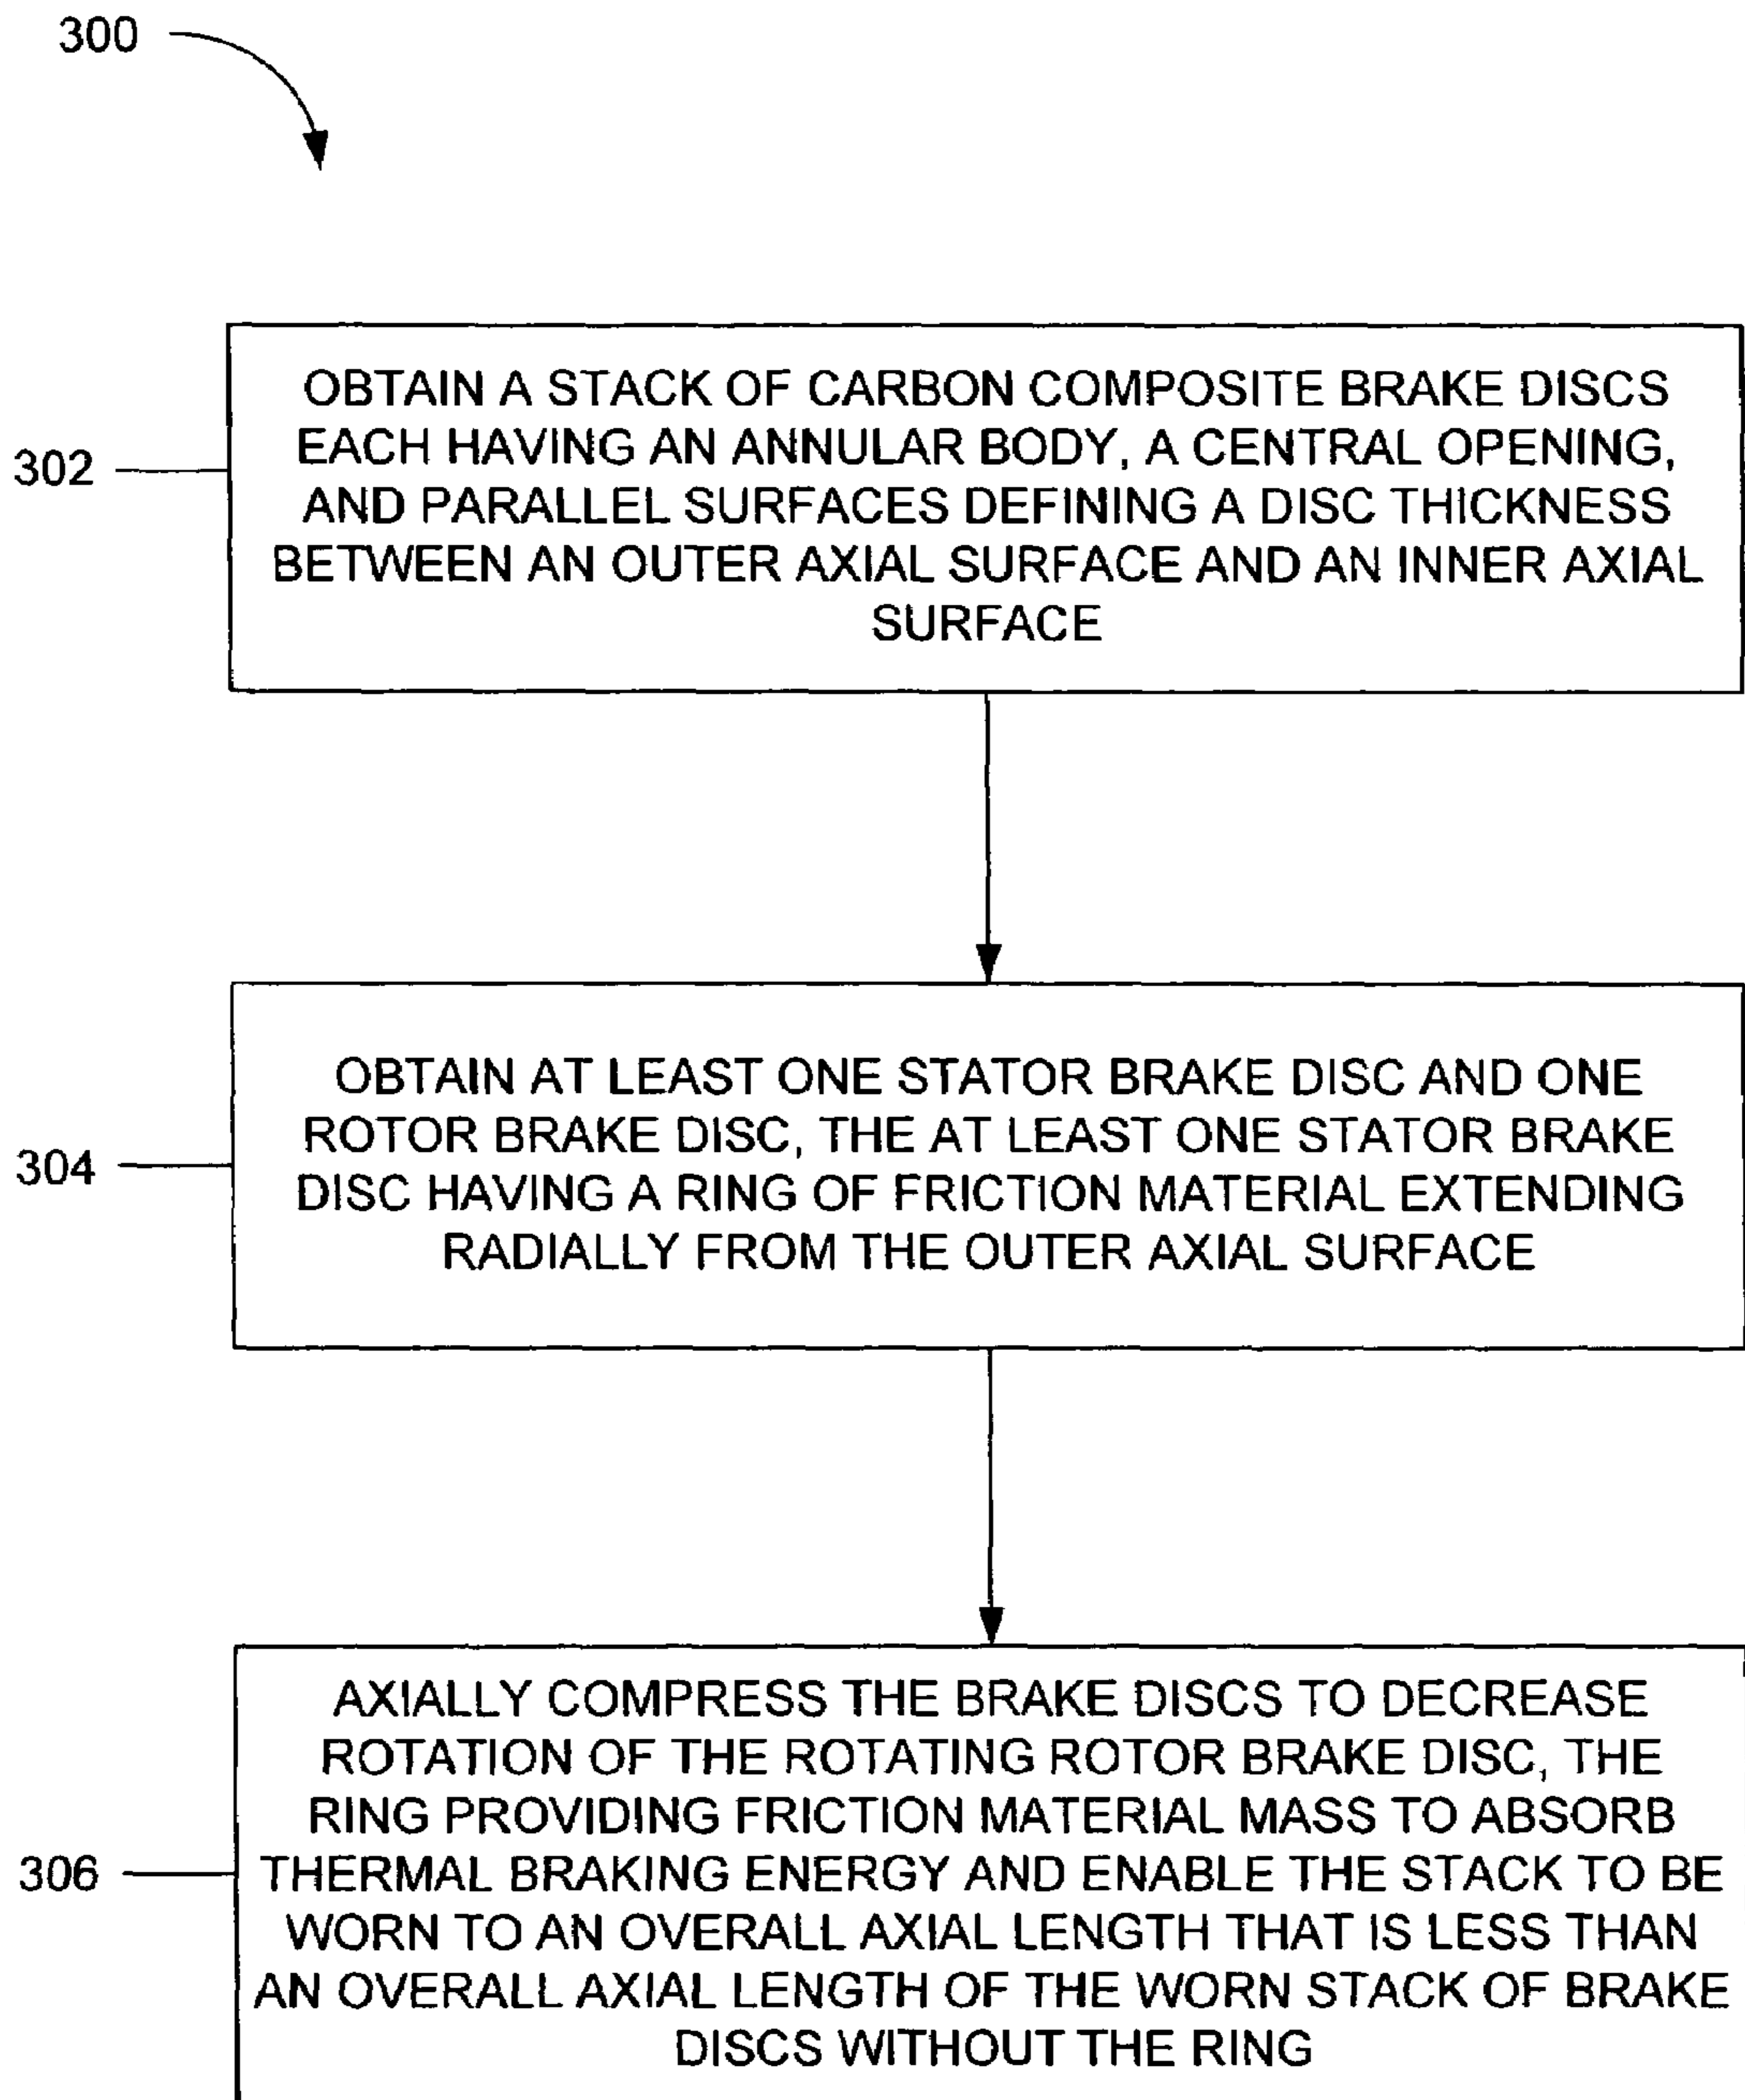 300
302
OBTAIN A STACK OF CARBON COMPOSITE BRAKE DISCS
EACH HAVING AN ANNULAR BODY, A CENTRAL OPENING,
AND PARALLEL SURFACES DEFINING A DISC THICKNESS
BETWEEN AN OUTER AXIAL SURFACE AND AN INNER AXIAL
SURFACE
304
OBTAIN AT LEAST ONE STATOR BRAKE DISC AND ONE
ROTOR BRAKE DISC, THE AT LEAST ONE STATOR BRAKE
DISC HAVING A RING OF FRICTION MATERIAL EXTENDING
RADIALLY FROM THE OUTER AXIAL SURFACE
306
AXIALLY COMPRESS THE BRAKE DISCS TO DECREASE
ROTATION OF THE ROTATING ROTOR BRAKE DISC, THE
RING PROVIDING FRICTION MATERIAL MASS TO ABSORB
THERMAL BRAKING ENERGY AND ENABLE THE STACK TO BE
WORN TO AN OVERALL AXIAL LENGTH THAT IS LESS THAN
AN OVERALL AXIAL LENGTH OF THE WORN STACK OF BRAKE
DISCS WITHOUT THE RING